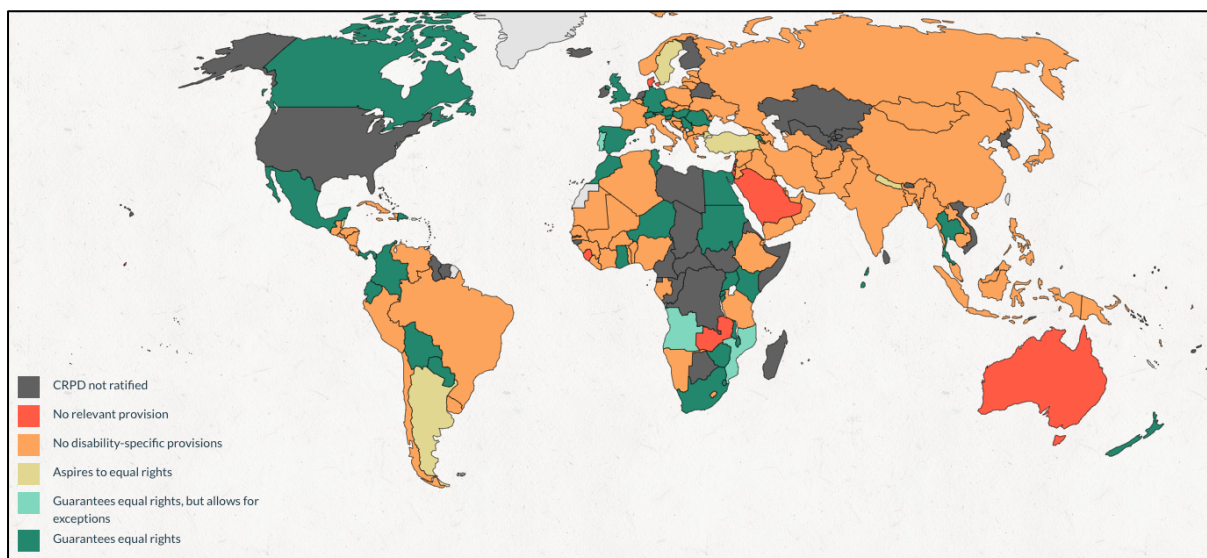 CRPD not ratified
No relevant provision
No disability-specific provisions
Aspires to equal rights
Guarantees equal rights, but allows for
exceptions
Guarantees equal rights